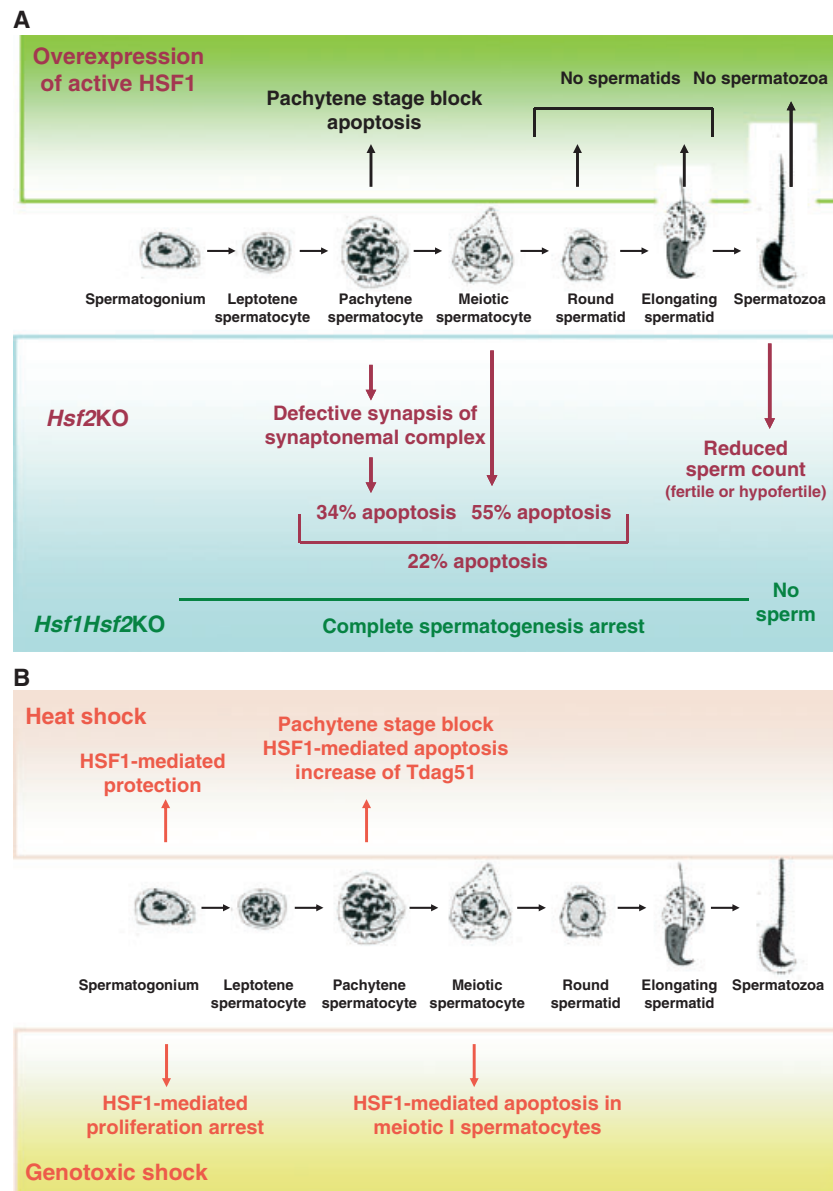 A
Overexpression
of active HSF1
Pachytene stage block
apoptosis
No spermatids
No spermatozoa
Spermatogonium
Leptotene
spermatocyte
Pachytene
spermatocyte
Meiotic
spermatocyte
Round
spermatid
Elongating
spermatid
Spermatozoa
Hsf2KO
Defective synapsis of
synaptonemal complex
Reduced
sperm count
(fertile or hypofertile)
34% apoptosis
55% apoptosis
22% apoptosis
Hsf1Hsf2KO
Complete spermatogenesis arrest
No
sperm
B
Heat shock
HSF1-mediated
protection
Pachytene stage block
HSF1-mediated apoptosis
increase of Tdag51
Spermatogonium
Leptotene
spermatocyte
Pachytene
spermatocyte
Meiotic
spermatocyte
Round
spermatid
Elongating
spermatid
Spermatozoa
HSF1-mediated
proliferation arrest
HSF1-mediated apoptosis in
meiotic I spermatocytes
Genotoxic shock